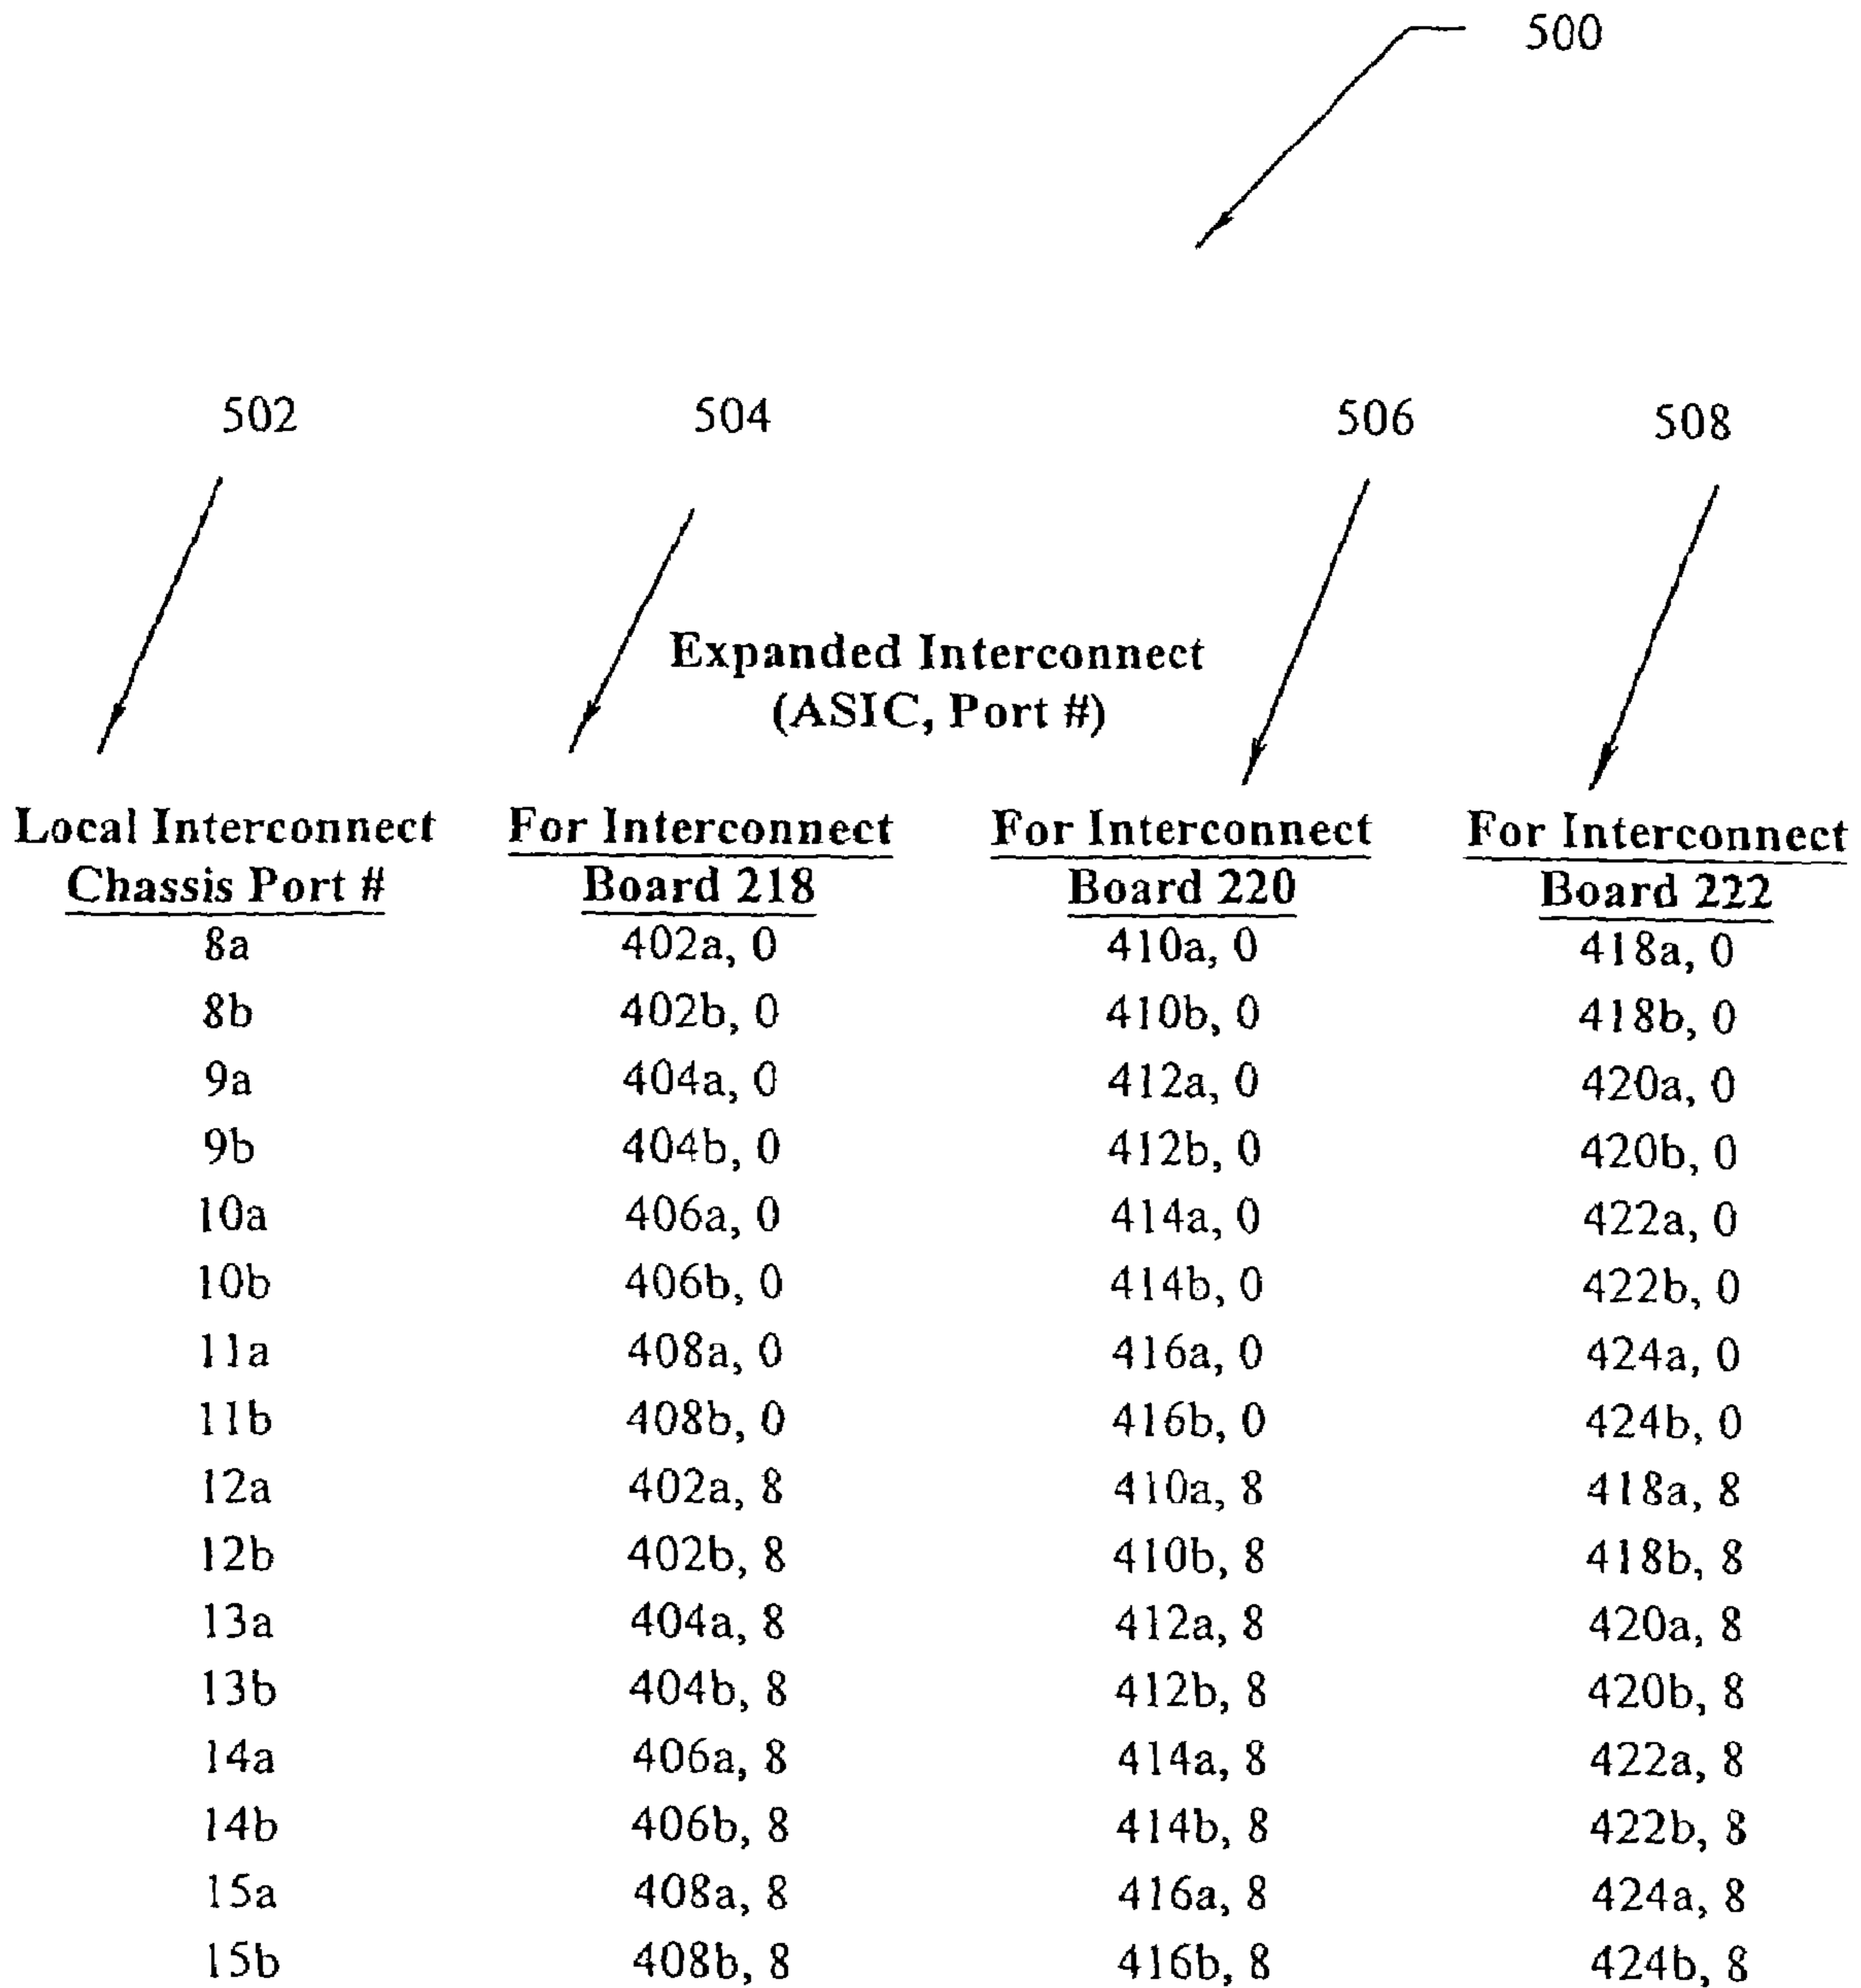 500
502 504 506 508
Expanded Interconnect
(ASIC, Port #)
Local Interconnect For Interconnect For Interconnect For Interconnect
Chassis Port # Board 218 Board 220 Board 222
8a 402a, 0 410a, 0 418a, 0
8b 402b, 0 410b, 0 418b, 0
9a 404a, 0 412a, 0 420a, 0
9b 404b, 0 412b, 0 420b, 0
10a 406a, 0 414a, 0 422a, 0
10b 406b, 0 414b, 0 422b, 0
11a 408a, 0 416a, 0 424a, 0
11b 408b, 0 416b, 0 424b, 0
12a 402a, 8 410a, 8 418a, 8
12b 402b, 8 410b, 8 418b, 8
13a 404a, 8 412a, 8 420a, 8
13b 404b, 8 412b, 8 420b, 8
14a 406a, 8 414a, 8 422a, 8
14b 406b, 8 414b, 8 422b, 8
15a 408a, 8 416a, 8 424a, 8
15b 408b, 8 416b, 8 424b, 8